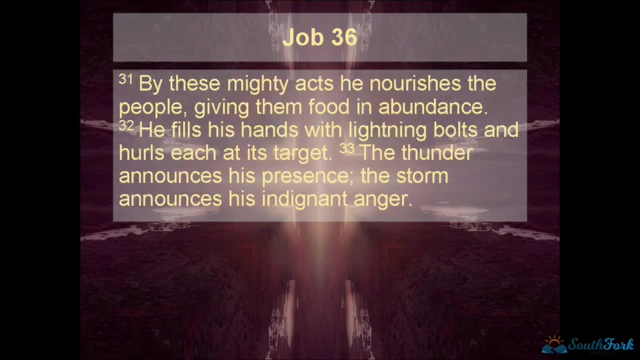 Job 36
31 By these mighty acts he nourishes the
people, giving them food in abundance.
32 He fills his hands with lightning bolts and
hurls each at its target. 33 The thunder
announces his presence; the storm
announces his indignant anger.
SouthFork